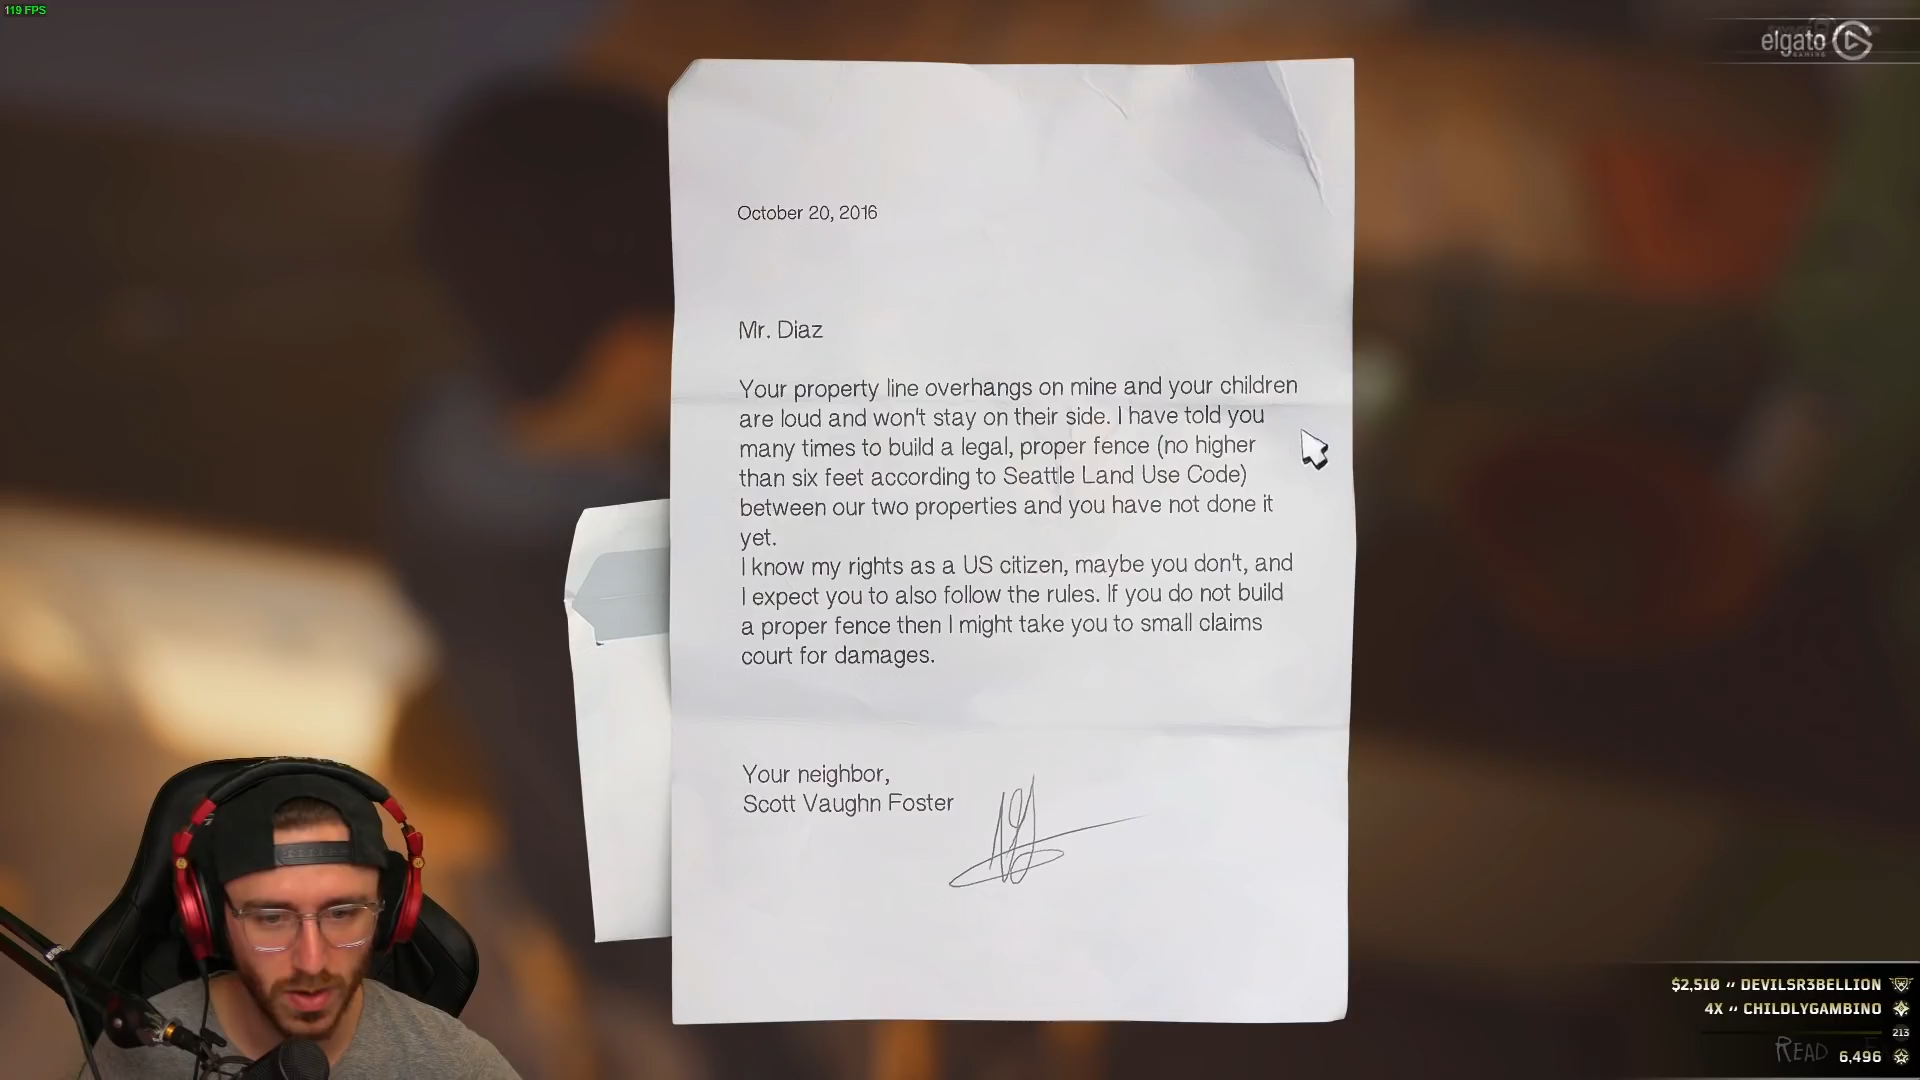 119 FPS
elgato
GAMING
October 20, 2016
Mr. Diaz
Your property line overhangs on mine and your children
are loud and won't stay on their side. I have told you
many times to build a legal, proper fence (no higher
than six feet according to Seattle Land Use Code)
between our two properties and you have not done it
yet.
I know my rights as a US citizen, maybe you don't, and
I expect you to also follow the rules. If you do not build
a proper fence then I might take you to small claims
court for damages.
Your neighbor,
Scott Vaughn Foster
$2,510 .. DEVILSR3BELLION
4X .. CHILDLYGAMBINO
213
READ
6,496